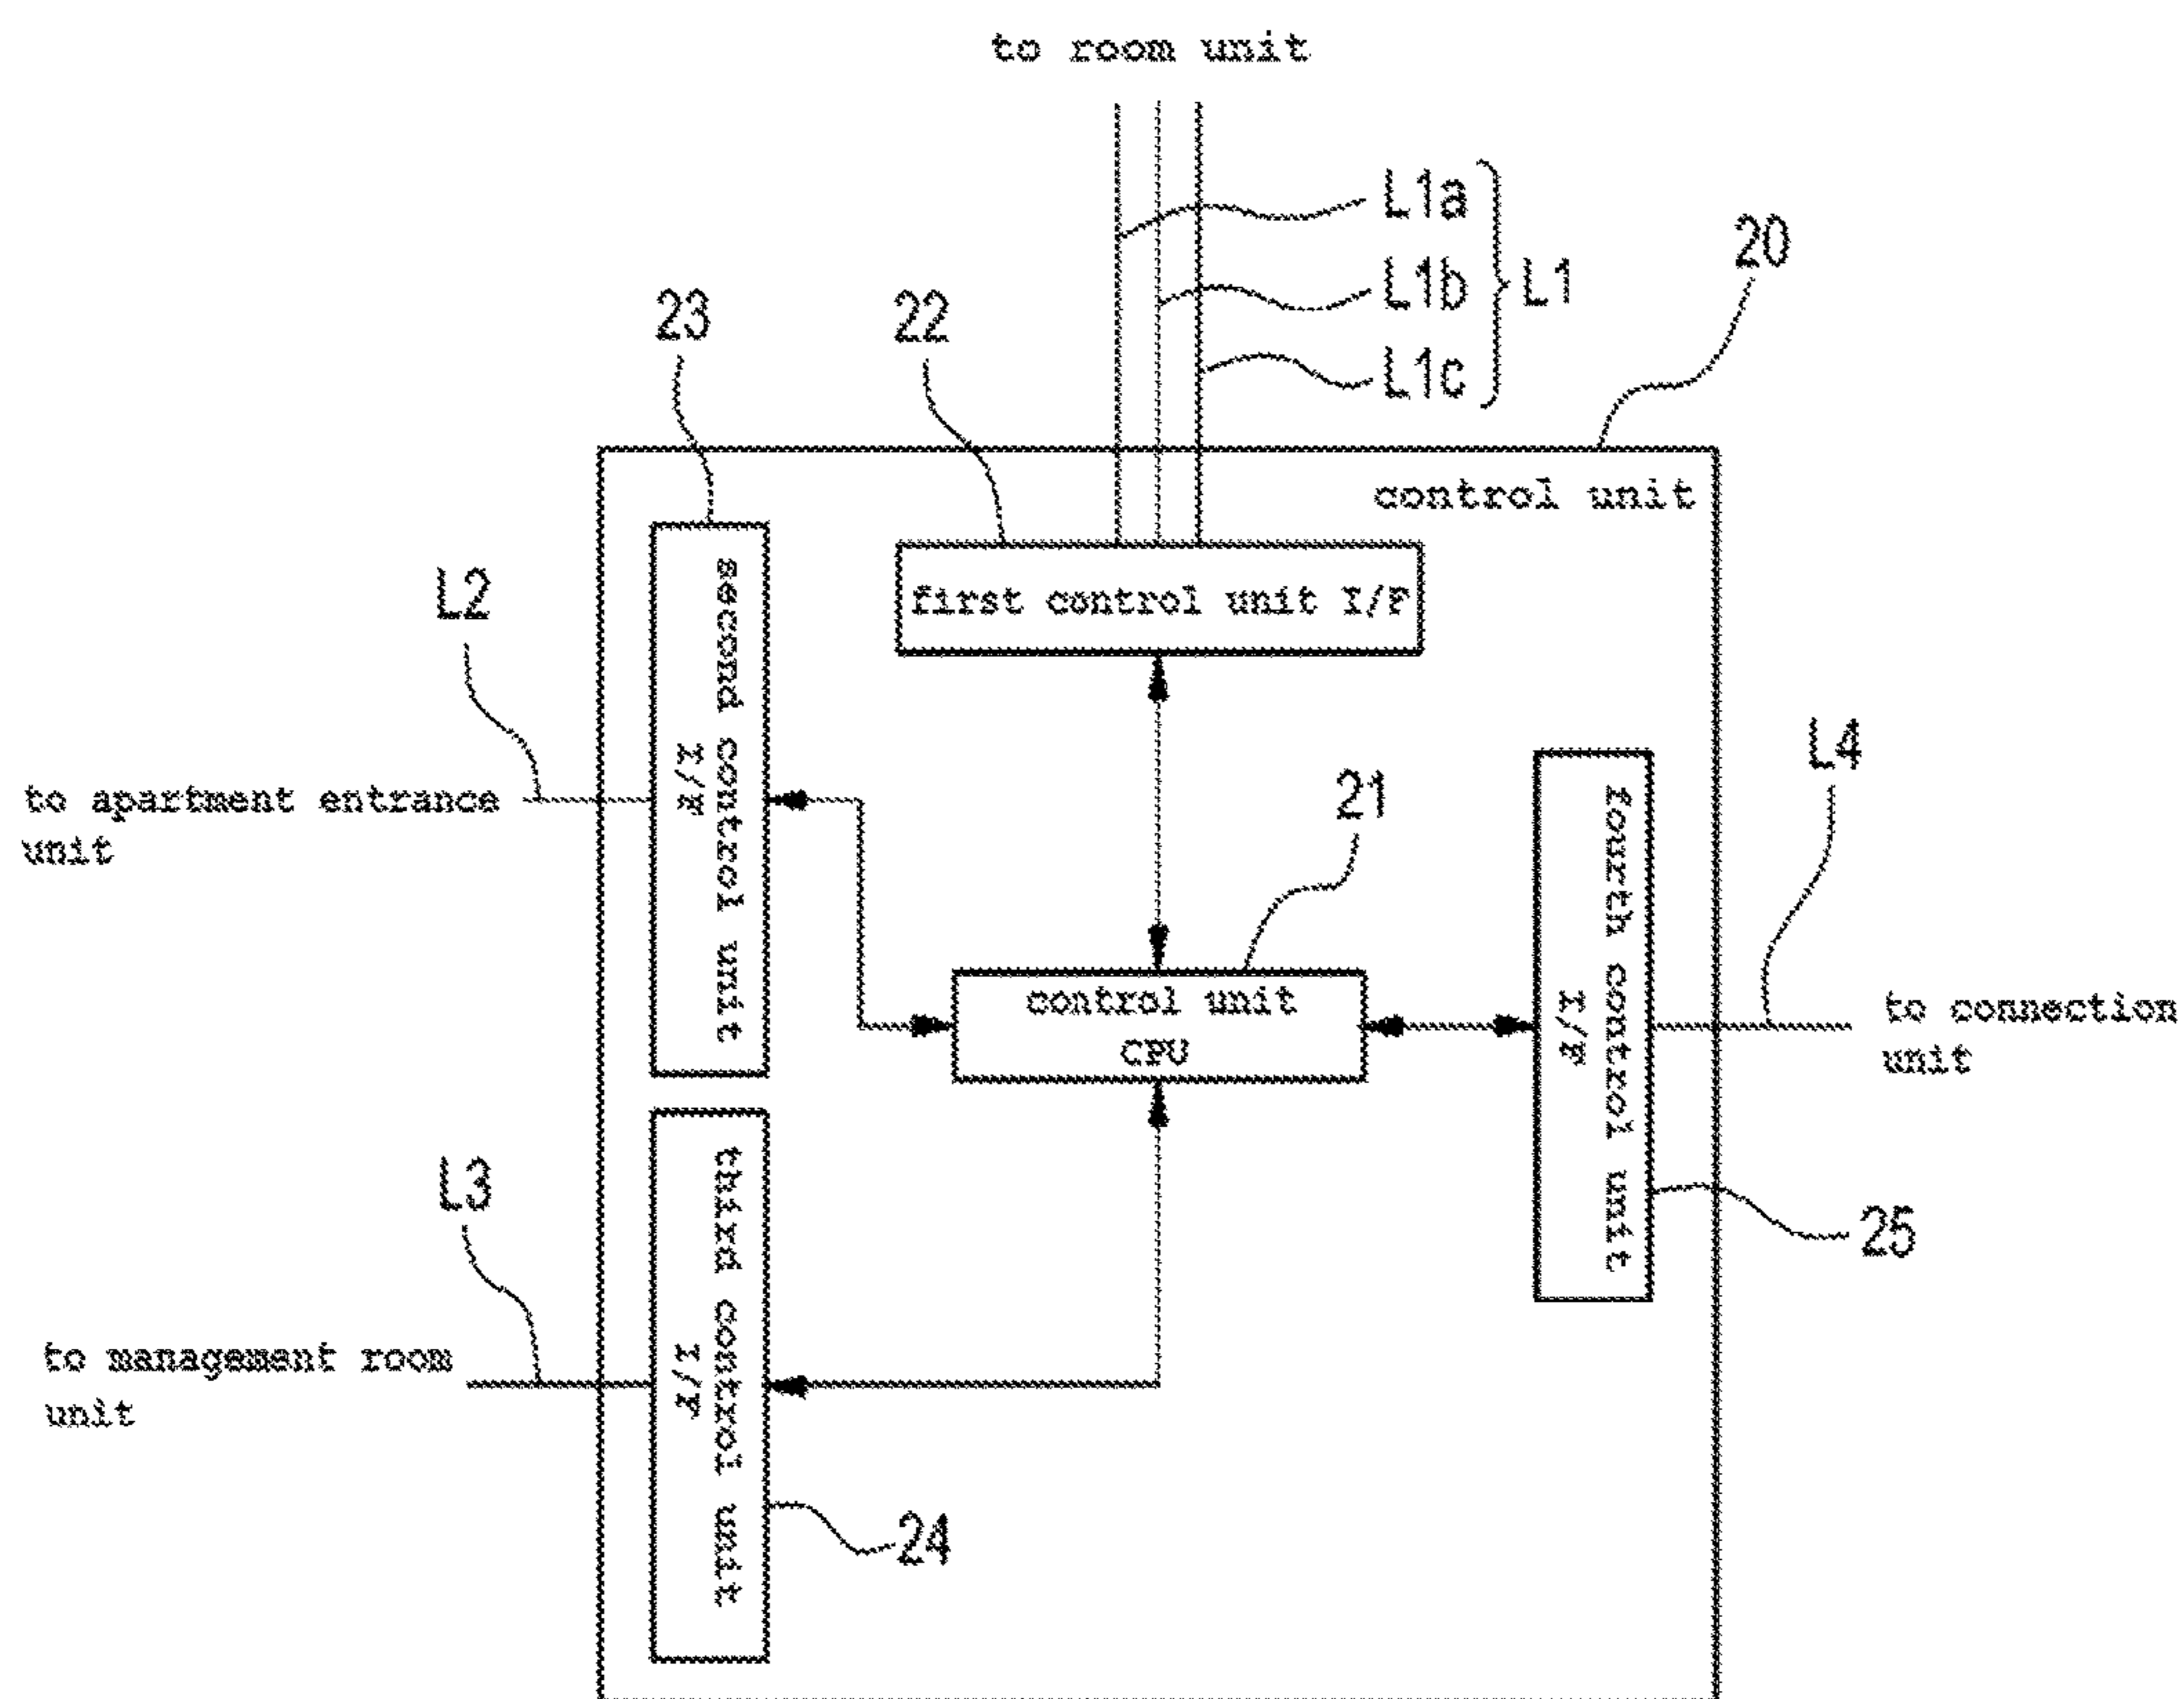 to room unit
L1a
L1b
L1c
L1
20
23
22
control unit
L2
second control unit
I/F
first control unit I/F
L4
to apartment entrance
unit
21
fourth control unit
I/F
control unit
CPU
to connection
unit
L3
third control unit
I/F
25
to management room
unit
24